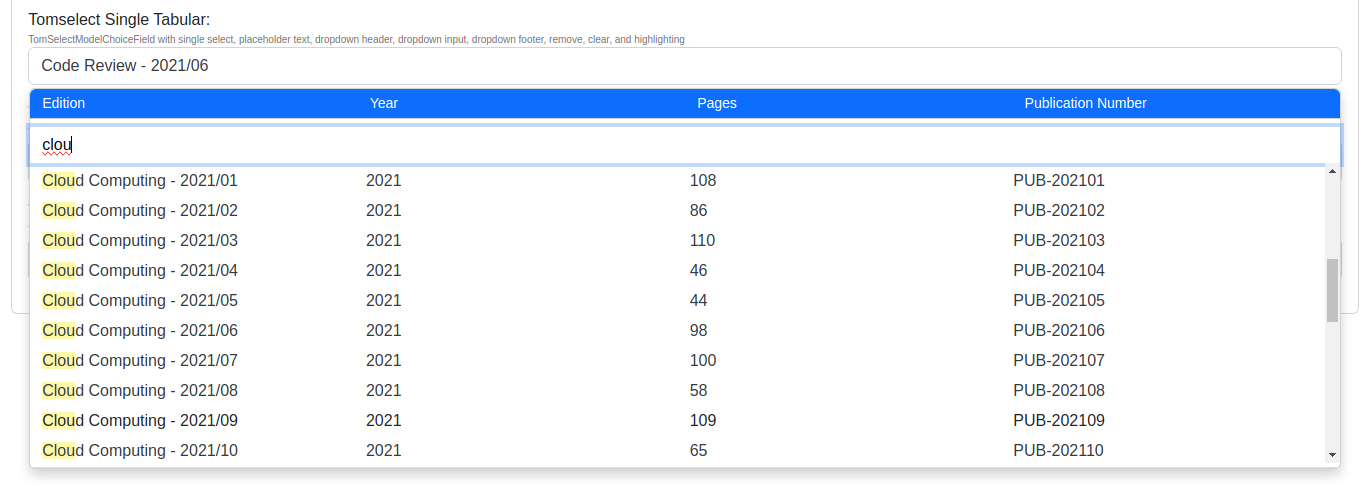 Tomselect Single Tabular:
TomSelectModelChoiceField with single select, placeholder text, dropdown header, dropdown input, dropdown footer, remove, clear, and highlighting
Code Review - 2021/06
Edition Year Pages Publication Number
clou
Cloud Computing - 2021/01 2021 108 PUB-202101
Cloud Computing - 2021/02 2021 86 PUB-202102
Cloud Computing - 2021/03 2021 110 PUB-202103
Cloud Computing - 2021/04 2021 46 PUB-202104
Cloud Computing - 2021/05 2021 44 PUB-202105
Cloud Computing - 2021/06 2021 98 PUB-202106
Cloud Computing - 2021/07 2021 100 PUB-202107
Cloud Computing - 2021/08 2021 58 PUB-202108
Cloud Computing - 2021/09 2021 109 PUB-202109
Cloud Computing - 2021/10 2021 65 PUB-202110